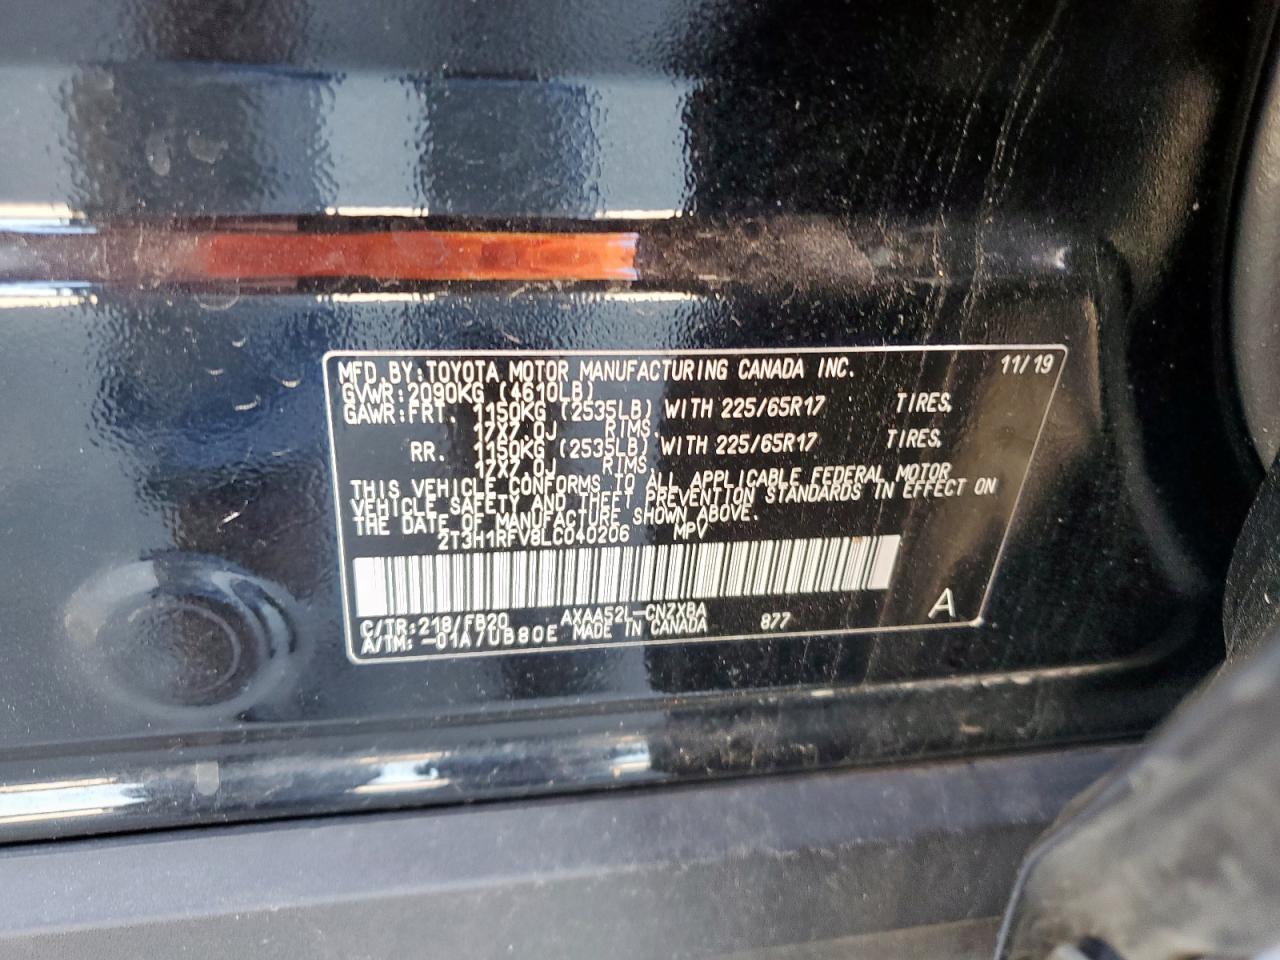 MFD. BY: TOYOTA MOTOR MANUFACTURING CANADA INC. 11/19
GVWR: 2090KG (4610LB)
GAWR: FRT. 1150KG (2535LB) WITH 225/65R17 TIRES,
17X7.0J RIMS.
RR. 1150KG (2535LB) WITH 225/65R17 TIRES,
17X7.0J RIMS,
THIS VEHICLE CONFORMS TO ALL APPLICABLE FEDERAL MOTOR
VEHICLE SAFETY AND THEFT PREVENTION STANDARDS IN EFFECT ON
THE DATE OF MANUFACTURE SHOWN ABOVE.
2T3H1RFV8LC040206 MPV
C/TR: 218/FB20 AXAA52L-CNZXBA 877 A
A/TM: -01A/UB80E MADE IN CANADA